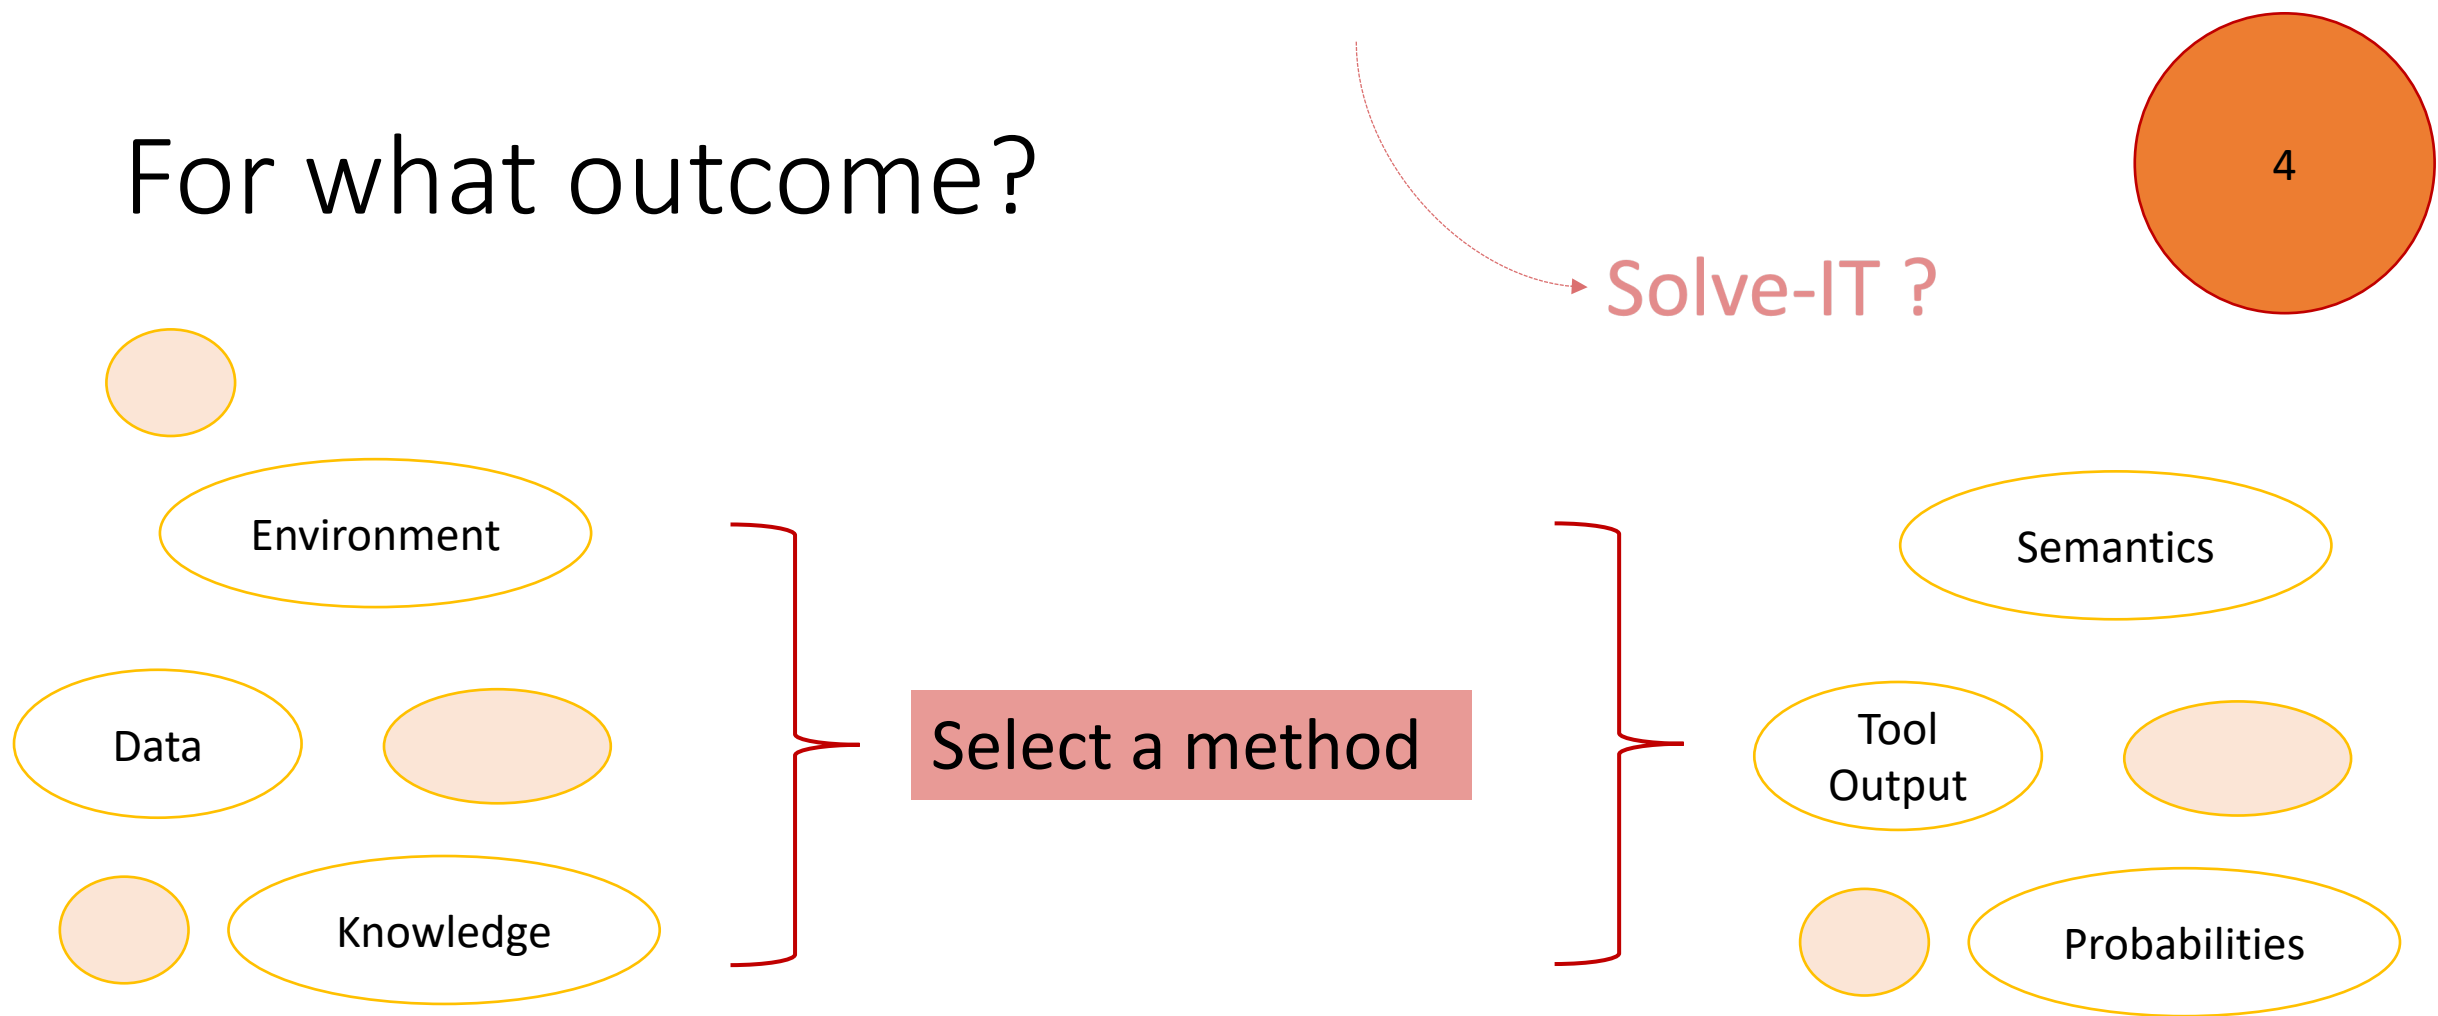 For what outcome?
4
Solve-IT ?
Environment
Semantics
Data
Select a method
Tool
Output
Knowledge
Probabilities